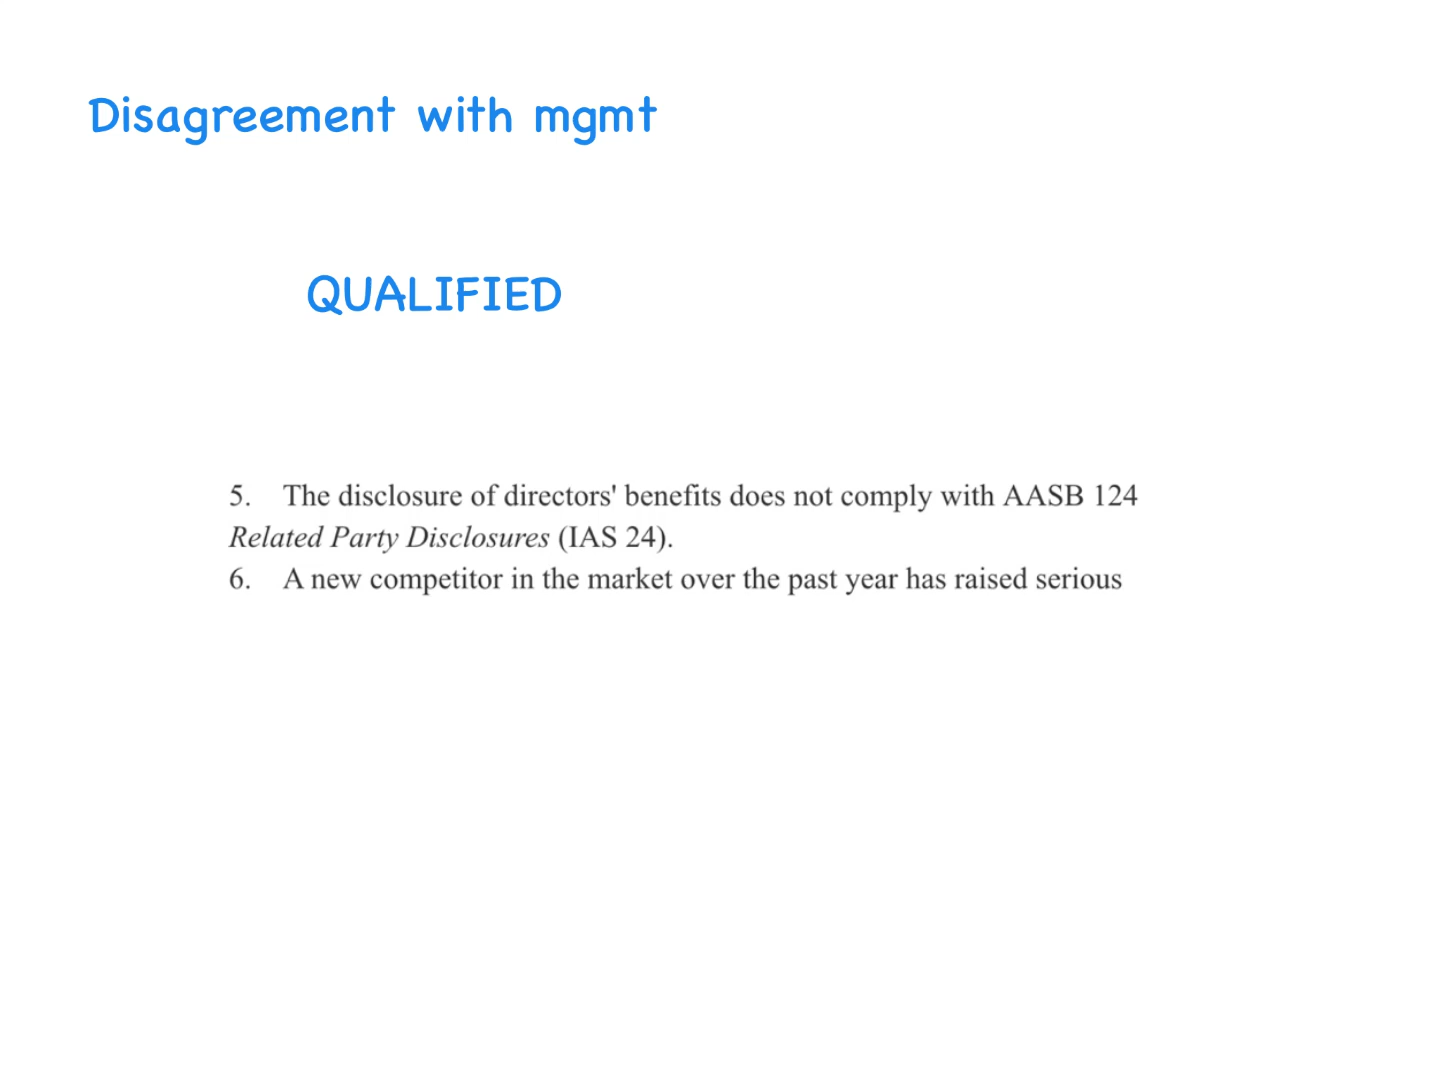 Disagreement with mgmt
QUALIFIED
5. The disclosure of directors' benefits does not comply with AASB 124
Related Party Disclosures (IAS 24).
6. A new competitor in the market over the past year has raised serious